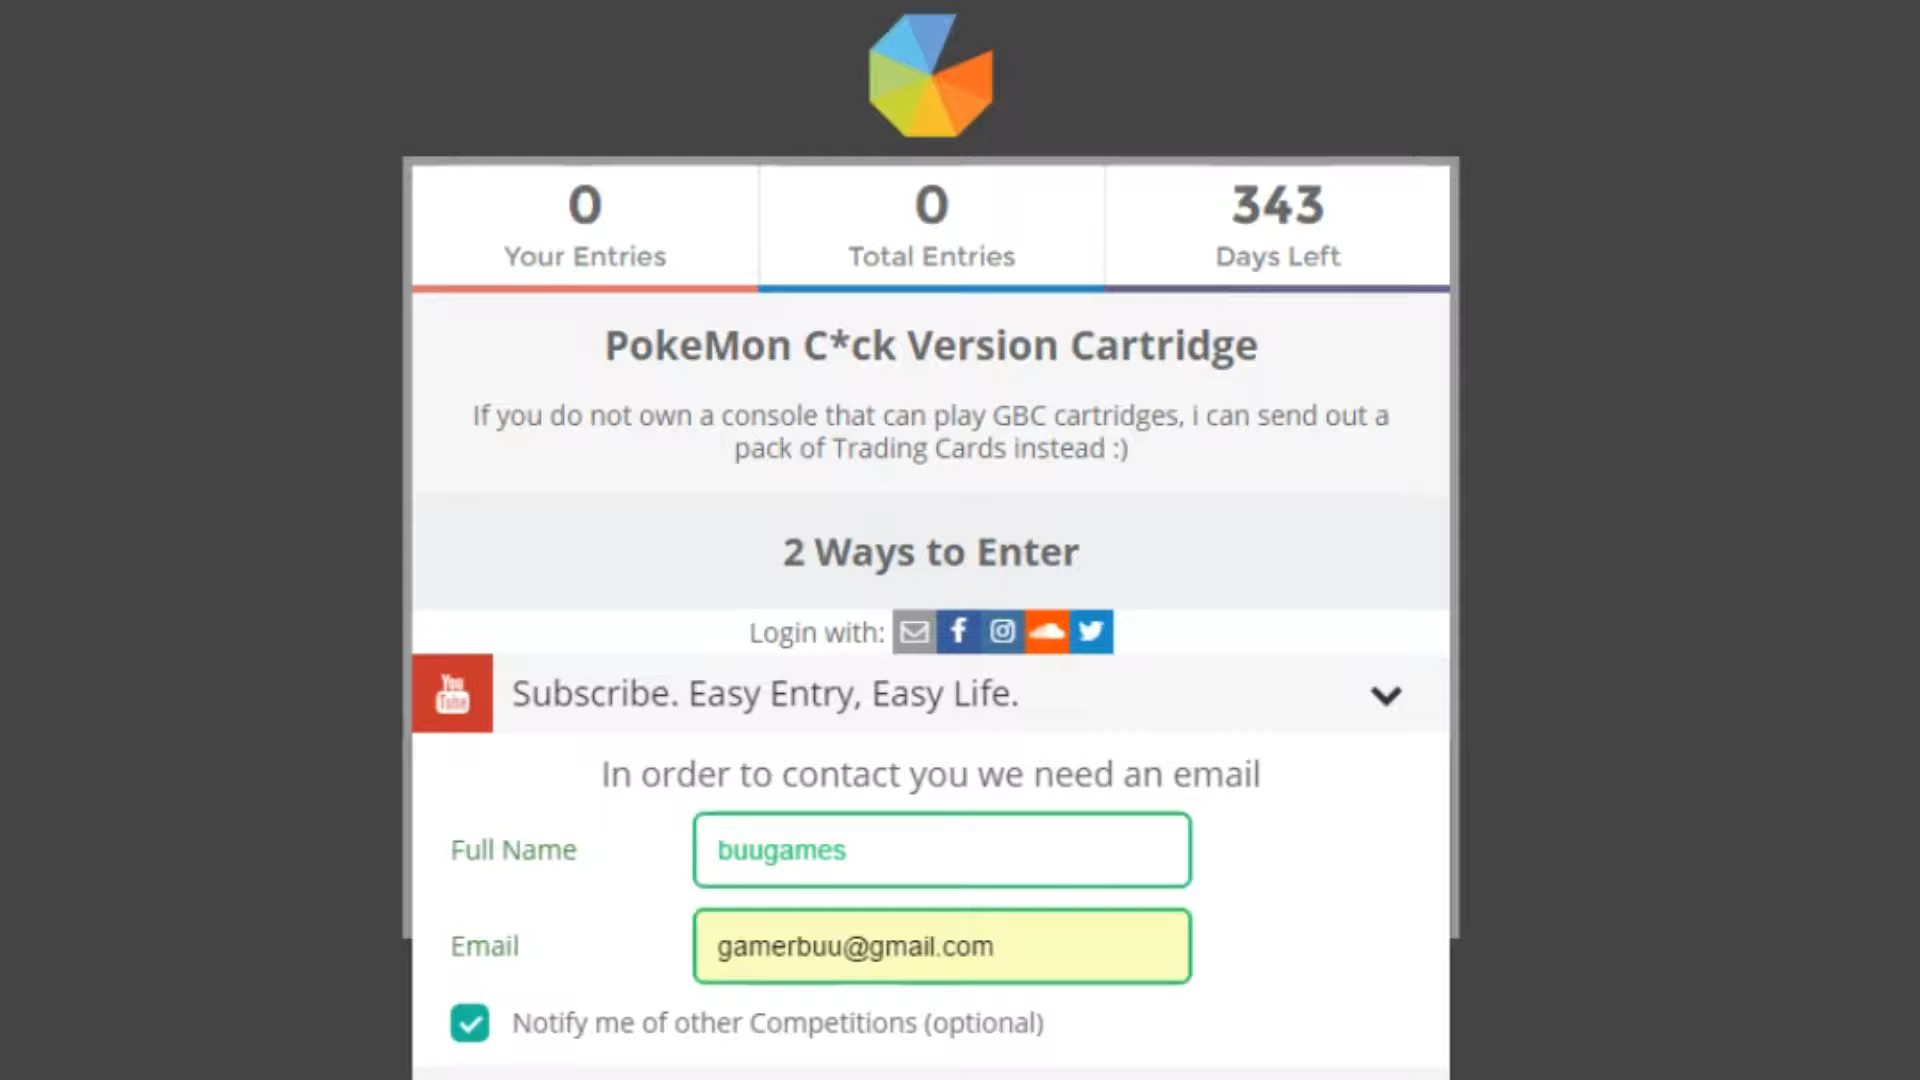 0
Your Entries
0
Total Entries
343
Days Left
PokeMon C*ck Version Cartridge
If you do not own a console that can play GBC cartridges, i can send out a
pack of Trading Cards instead :)
2 Ways to Enter
Login with:
You
Tube
Subscribe. Easy Entry, Easy Life.
In order to contact you we need an email
Full Name
buugames
Email
gamerbuu@gmail.com
Notify me of other Competitions (optional)